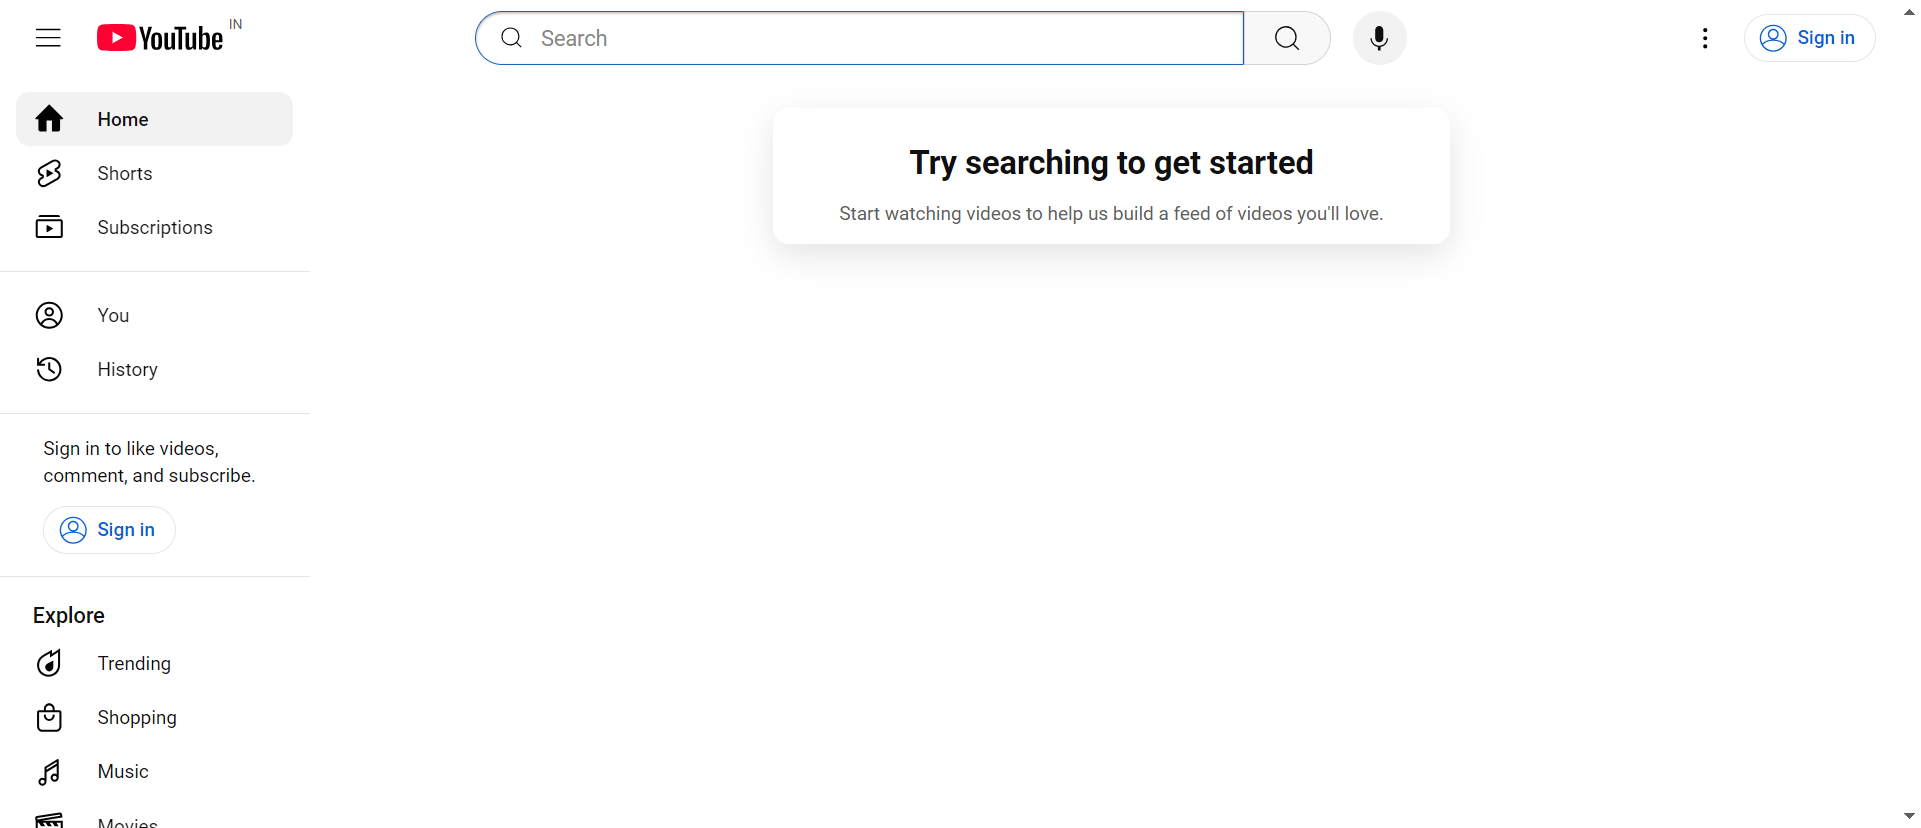 YouTube IN
Search
Sign in
Home
Shorts
Subscriptions
You
History
Sign in to like videos,
comment, and subscribe.
Sign in
Explore
Trending
Shopping
Music
Movies
Try searching to get started
Start watching videos to help us build a feed of videos you'll love.